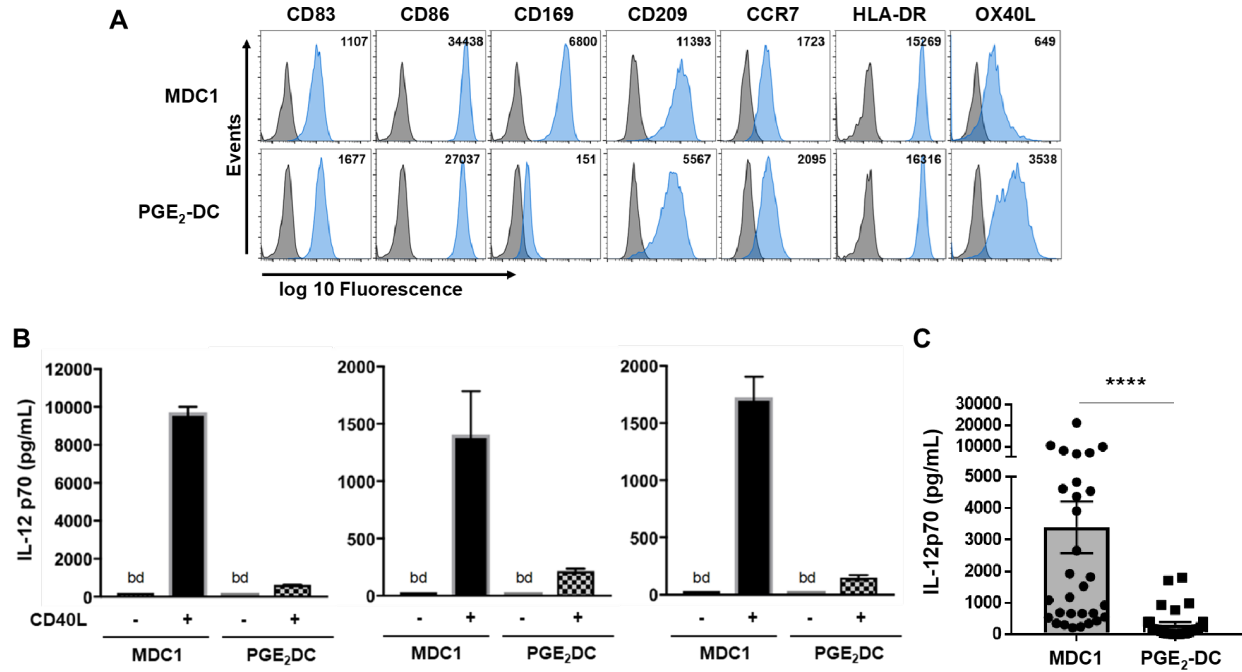 A
CD83 CD86 CD169 CD209 CCR7 HLA-DR OX40L
MDC1
1107 34438 6800 11393 1723 15269 649
PGE2-DC
1677 27037 151 5567 2095 16316 3538
Events
log 10 Fluorescence
B
IL-12 p70 (pg/mL)
12000
10000
8000
6000
4000
2000
0
bd bd
CD40L - + - +
MDC1 PGE2DC
2000
1500
1000
500
0
bd bd
- + - +
MDC1 PGE2DC
2000
1500
1000
500
0
bd bd
- + - +
MDC1 PGE2DC
C
****
IL-12p70 (pg/mL)
30000
20000
10000
5000
4000
3000
2000
1000
0
MDC1 PGE2-DC